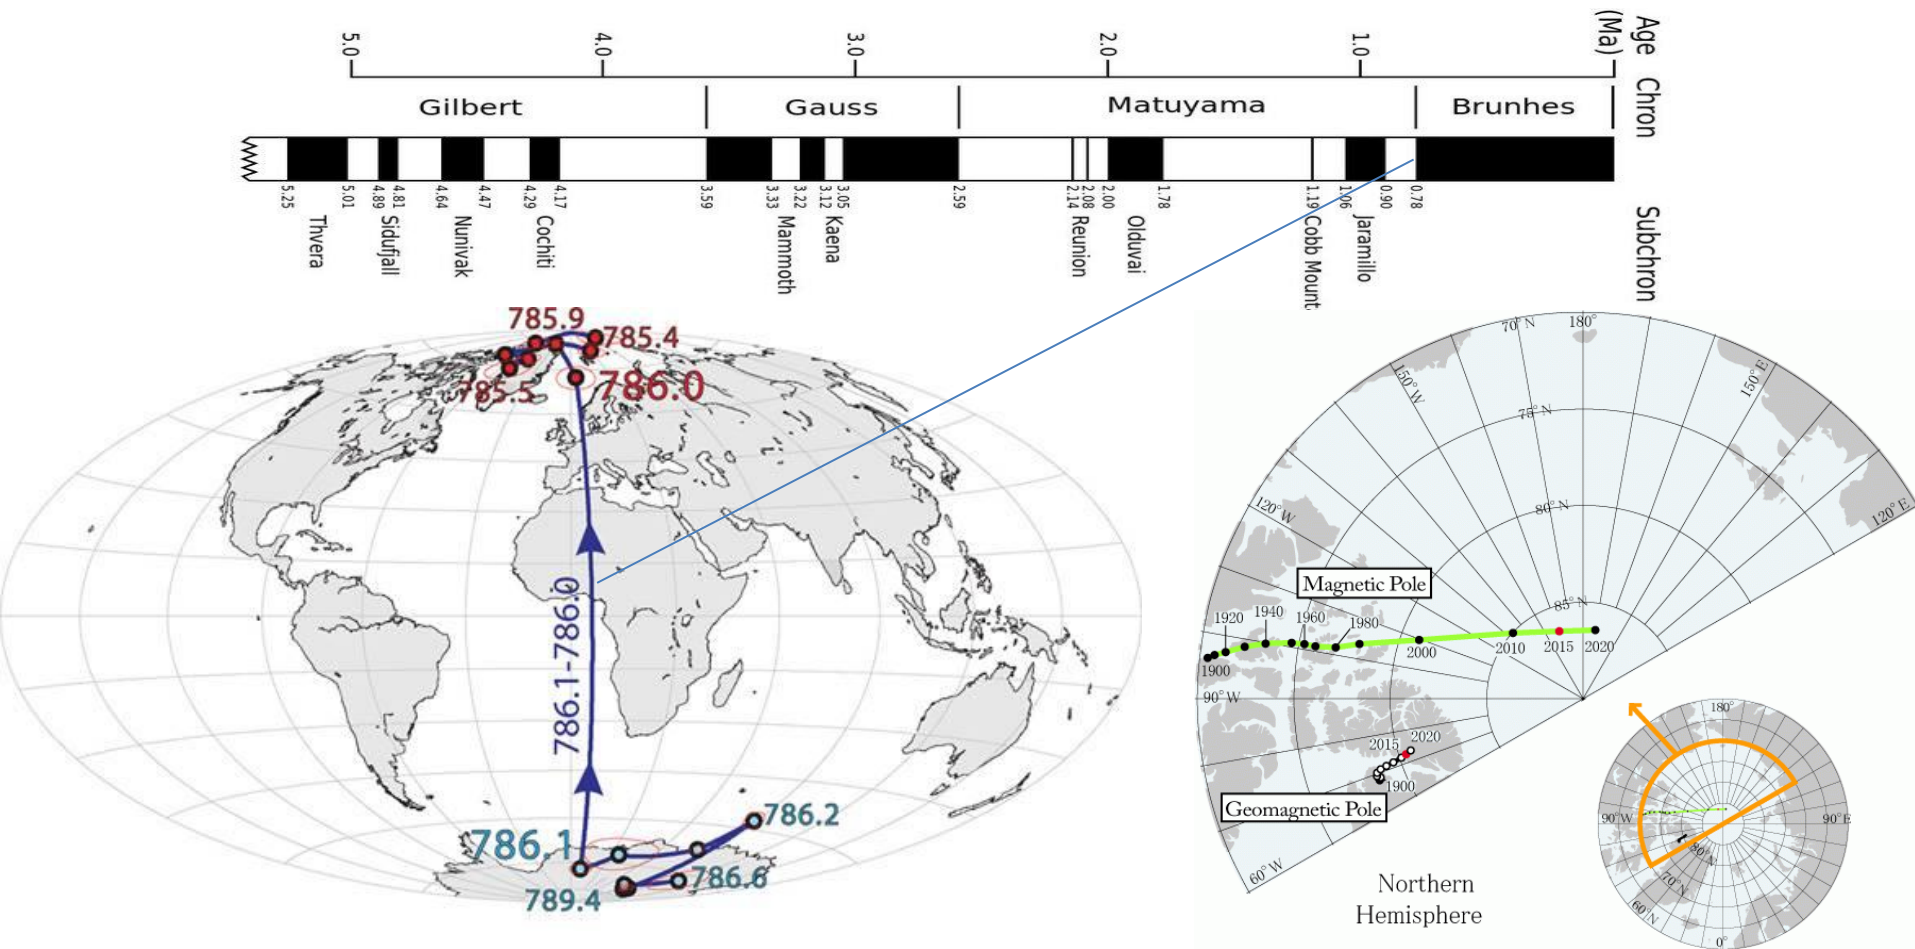 5.0
4.0
3.0
2.0
1.0
Age
(Ma)
Gilbert
Gauss
Matuyama
Brunhes
Chron
5.25
5.01
4.89
4.81
4.64
4.47
4.29
4.17
3.59
3.33
3.22
3.12
3.05
2.59
2.14
2.08
2.00
1.78
1.19
1.06
0.90
0.78
Thvera
Sidufjall
Nunivak
Cochiti
Mammoth
Kaena
Reunion
Olduvai
Cobb Mount
Jaramillo
Subchron
785.9
785.4
785.5
786.0
786.1-786.0
786.2
786.1
786.6
789.4
70°N
180°
150°W
150°E
75°N
120°W
80°N
120°E
Magnetic Pole
85°N
1920
1940
1960
1980
2000
2010
2015
2020
1900
90°W
2015
2020
1900
Geomagnetic Pole
60°W
Northern
Hemisphere
180°
90°W
90°E
80°N
70°N
60°N
0°